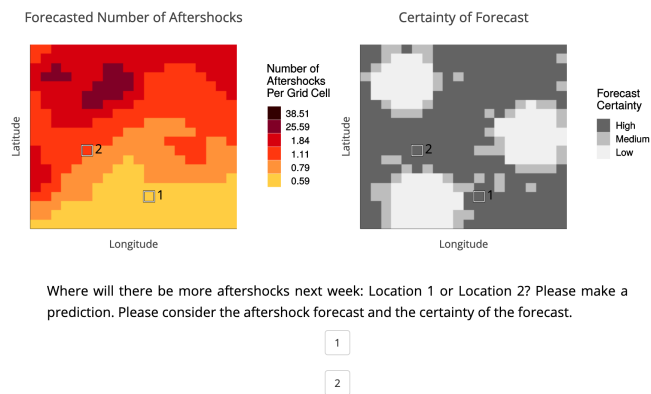 Forecasted Number of Aftershocks
Certainty of Forecast
Number of
Aftershocks
Per Grid Cell
38.51
25.59
1.84
1.11
0.79
0.59
Latitude
Longitude
2
1
Forecast
Certainty
High
Medium
Low
Latitude
Longitude
2
1
Where will there be more aftershocks next week: Location 1 or Location 2? Please make a
prediction. Please consider the aftershock forecast and the certainty of the forecast.
1
2